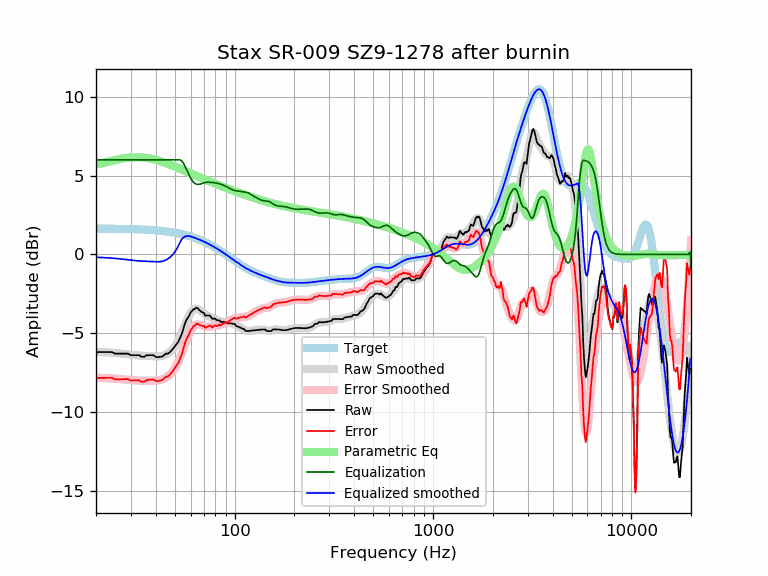 Stax SR-009 SZ9-1278 after burnin
10
5
0
−5
−10
−15
Amplitude (dBr)
Target
Raw Smoothed
Error Smoothed
Raw
Error
Parametric Eq
Equalization
Equalized smoothed
100 1000 10000
Frequency (Hz)